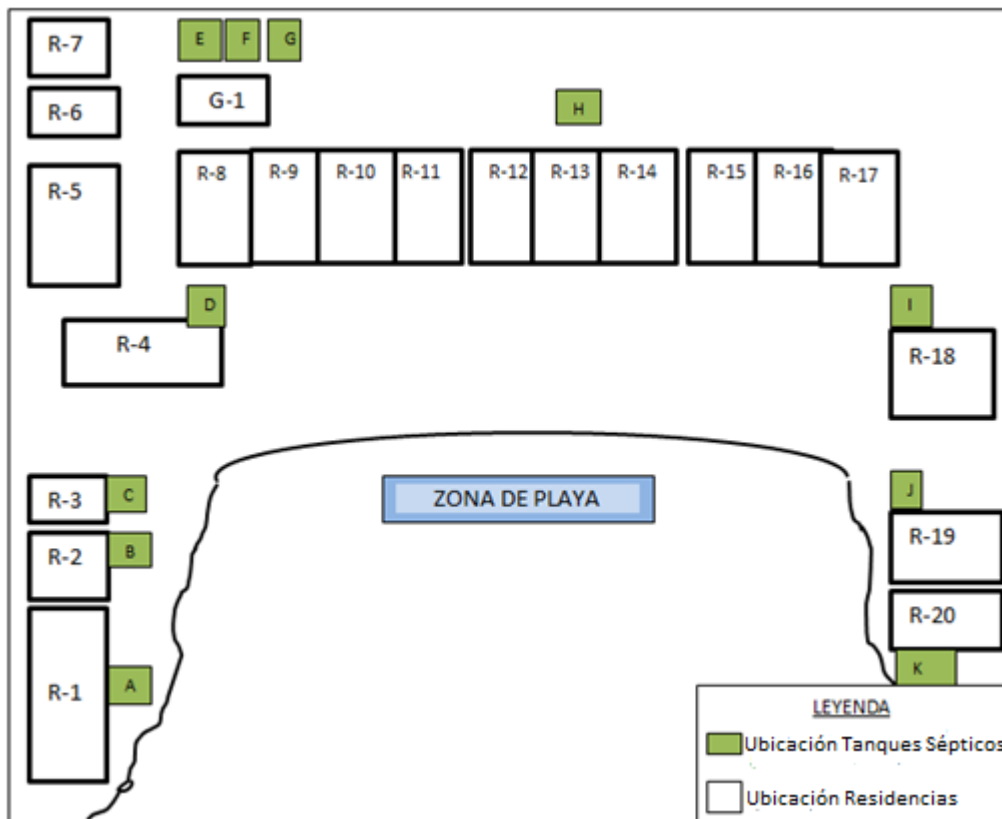 R-7
E F G
R-6
G-1
H
R-5
R-8 R-9 R-10 R-11 R-12 R-13 R-14 R-15 R-16 R-17
D
I
R-4
R-18
ZONA DE PLAYA
R-3 C
J
R-2 B
R-19
R-20
R-1 A
K
LEYENDA
Ubicación Tanques Sépticos
Ubicación Residencias